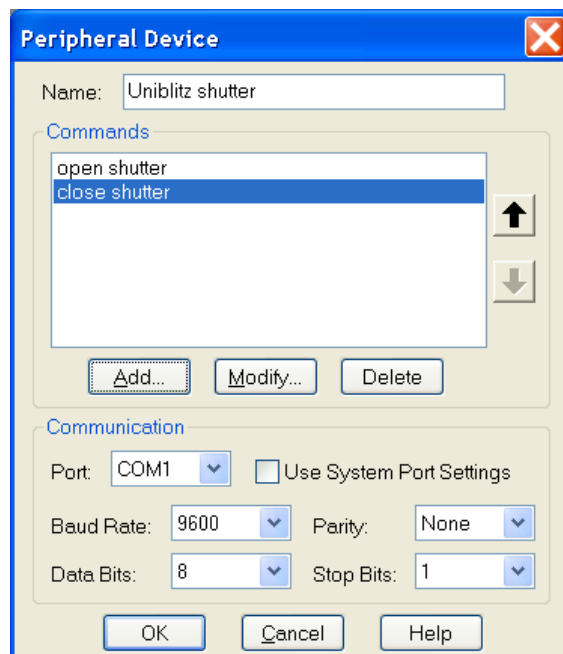 Peripheral Device
Name: Uniblitz shutter
Commands
open shutter
close shutter
Add... Modify... Delete
Communication
Port: COM1 Use System Port Settings
Baud Rate: 9600 Parity: None
Data Bits: 8 Stop Bits: 1
OK Cancel Help